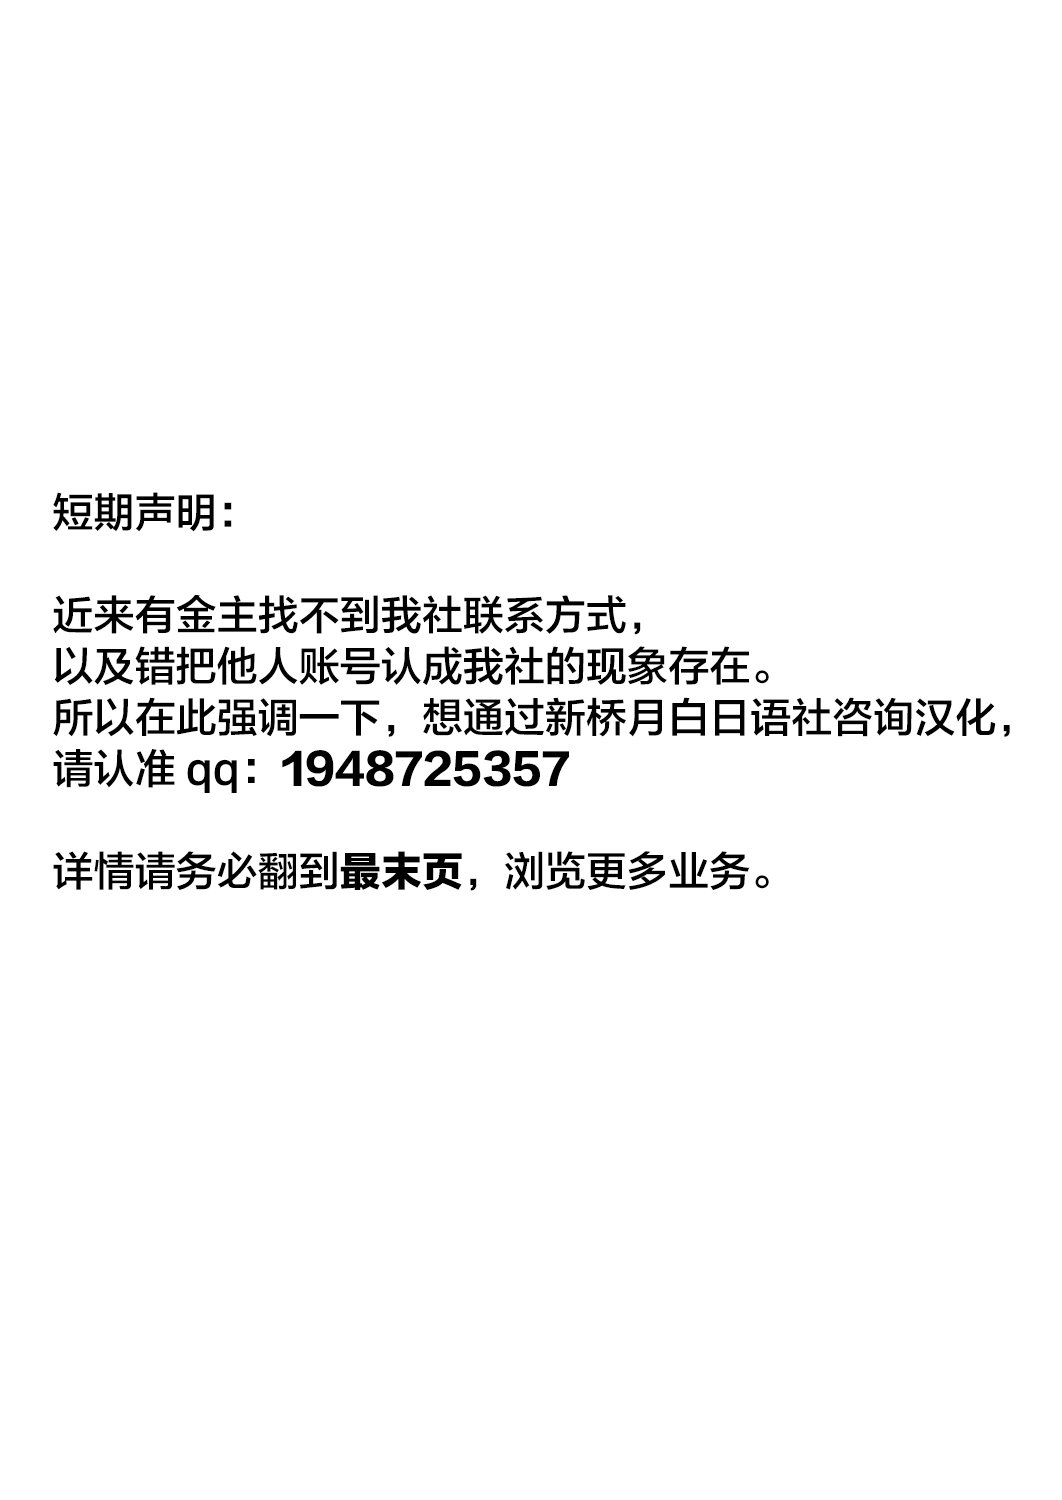 短期声明：
近来有金主找不到我社联系方式，
以及错把他人账号认成我社的现象存在。
所以在此强调一下，想通过新桥月白日语社咨询汉化，
请认准 qq：1948725357
详情请务必翻到最末页，浏览更多业务。